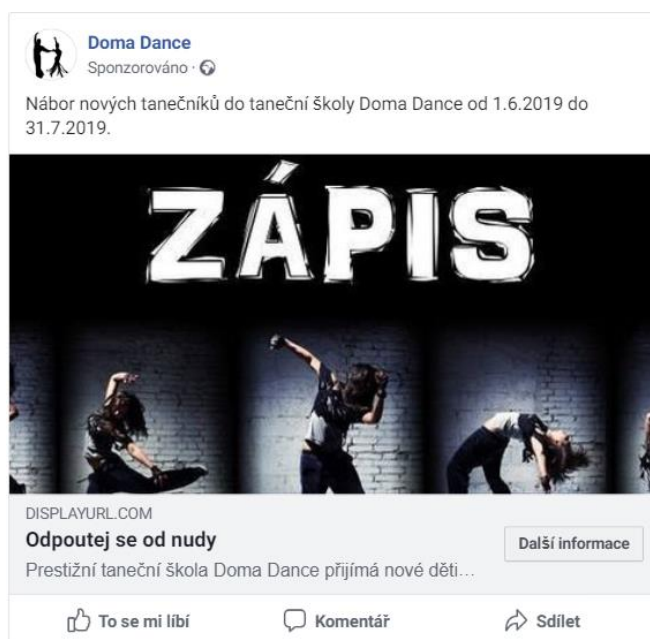 Doma Dance
Sponzorováno ·
Nábor nových tanečníků do taneční školy Doma Dance od 1.6.2019 do
31.7.2019.
ZÁPIS
DISPLAYURL.COM
Odpoutej se od nudy
Další informace
Prestižní taneční škola Doma Dance přijímá nové děti...
To se mi líbí
Komentář
Sdílet